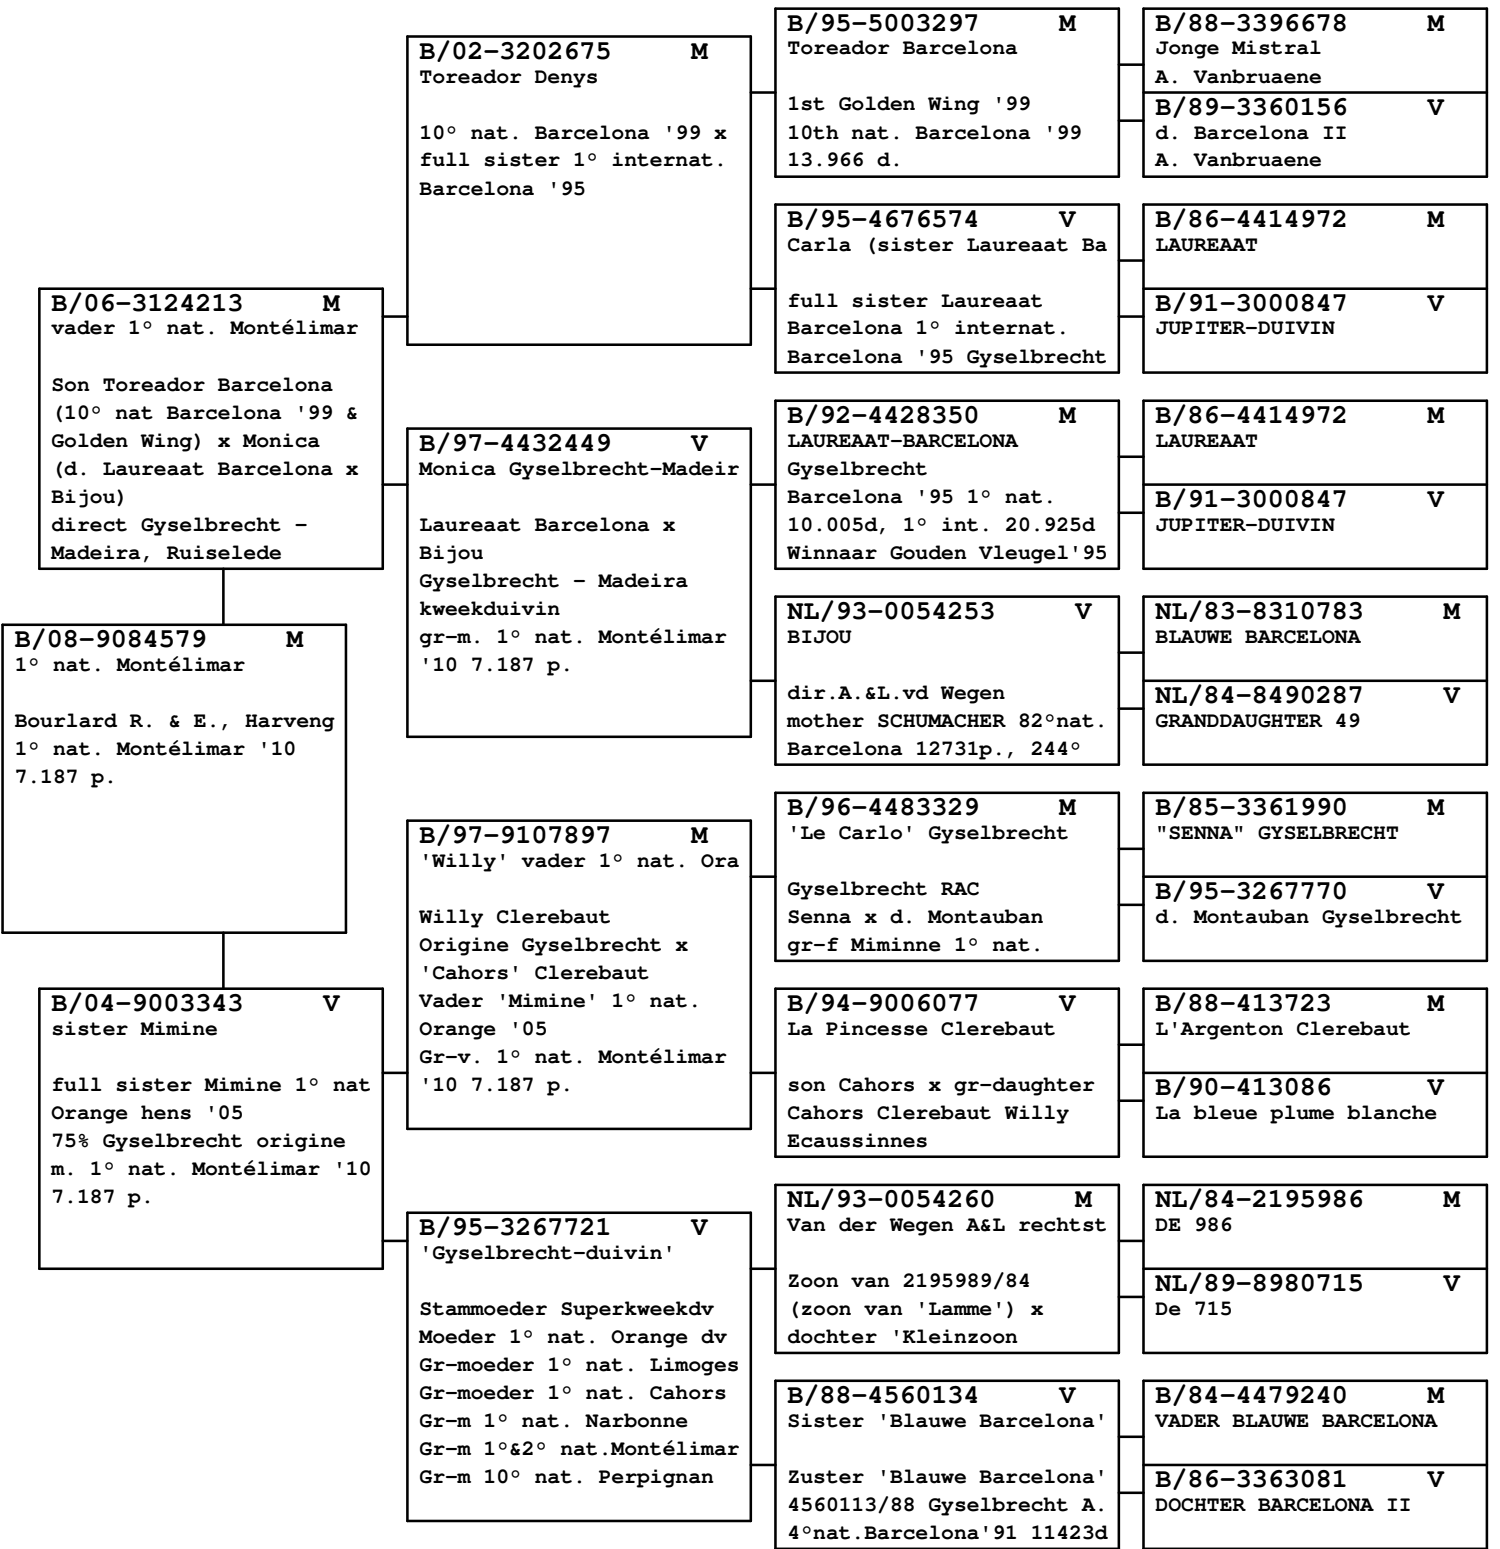 B/08-9084579 M
1° nat. Montélimar
Bourlard R. & E., Harveng
1° nat. Montélimar '10
7.187 p.
B/06-3124213 M
vader 1° nat. Montélimar
Son Toreador Barcelona
(10° nat Barcelona '99 &
Golden Wing) x Monica
(d. Laureaat Barcelona x
Bijou)
direct Gyselbrecht -
Madeira, Ruiselede
B/04-9003343 V
sister Mimine
full sister Mimine 1° nat
Orange hens '05
75% Gyselbrecht origine
m. 1° nat. Montélimar '10
7.187 p.
B/02-3202675 M
Toreador Denys
10° nat. Barcelona '99 x
full sister 1° internat.
Barcelona '95
B/97-4432449 V
Monica Gyselbrecht-Madeir
Laureaat Barcelona x
Bijou
Gyselbrecht - Madeira
kweekduivin
gr-m. 1° nat. Montélimar
'10 7.187 p.
B/97-9107897 M
'Willy' vader 1° nat. Ora
Willy Clerebaut
Origine Gyselbrecht x
'Cahors' Clerebaut
Vader 'Mimine' 1° nat.
Orange '05
Gr-v. 1° nat. Montélimar
'10 7.187 p.
B/95-3267721 V
'Gyselbrecht-duivin'
Stammoeder Superkweekdv
Moeder 1° nat. Orange dv
Gr-moeder 1° nat. Limoges
Gr-moeder 1° nat. Cahors
Gr-m 1° nat. Narbonne
Gr-m 1°&2° nat.Montélimar
Gr-m 10° nat. Perpignan
B/95-5003297 M
Toreador Barcelona
1st Golden Wing '99
10th nat. Barcelona '99
13.966 d.
B/95-4676574 V
Carla (sister Laureaat Ba
full sister Laureaat
Barcelona 1° internat.
Barcelona '95 Gyselbrecht
B/92-4428350 M
LAUREAAT-BARCELONA
Gyselbrecht
Barcelona '95 1° nat.
10.005d, 1° int. 20.925d
Winnaar Gouden Vleugel'95
NL/93-0054253 V
BIJOU
dir.A.&L.vd Wegen
mother SCHUMACHER 82°nat.
Barcelona 12731p., 244°
B/96-4483329 M
'Le Carlo' Gyselbrecht
Gyselbrecht RAC
Senna x d. Montauban
gr-f Miminne 1° nat.
B/94-9006077 V
La Pincesse Clerebaut
son Cahors x gr-daughter
Cahors Clerebaut Willy
Ecaussinnes
NL/93-0054260 M
Van der Wegen A&L rechtst
Zoon van 2195989/84
(zoon van 'Lamme') x
dochter 'Kleinzoon
B/88-4560134 V
Sister 'Blauwe Barcelona'
Zuster 'Blauwe Barcelona'
4560113/88 Gyselbrecht A.
4°nat.Barcelona'91 11423d
B/88-3396678 M
Jonge Mistral
A. Vanbruaene
B/89-3360156 V
d. Barcelona II
A. Vanbruaene
B/86-4414972 M
LAUREAAT
B/91-3000847 V
JUPITER-DUIVIN
B/86-4414972 M
LAUREAAT
B/91-3000847 V
JUPITER-DUIVIN
NL/83-8310783 M
BLAUWE BARCELONA
NL/84-8490287 V
GRANDDAUGHTER 49
B/85-3361990 M
"SENNA" GYSELBRECHT
B/95-3267770 V
d. Montauban Gyselbrecht
B/88-413723 M
L'Argenton Clerebaut
B/90-413086 V
La bleue plume blanche
NL/84-2195986 M
DE 986
NL/89-8980715 V
De 715
B/84-4479240 M
VADER BLAUWE BARCELONA
B/86-3363081 V
DOCHTER BARCELONA II